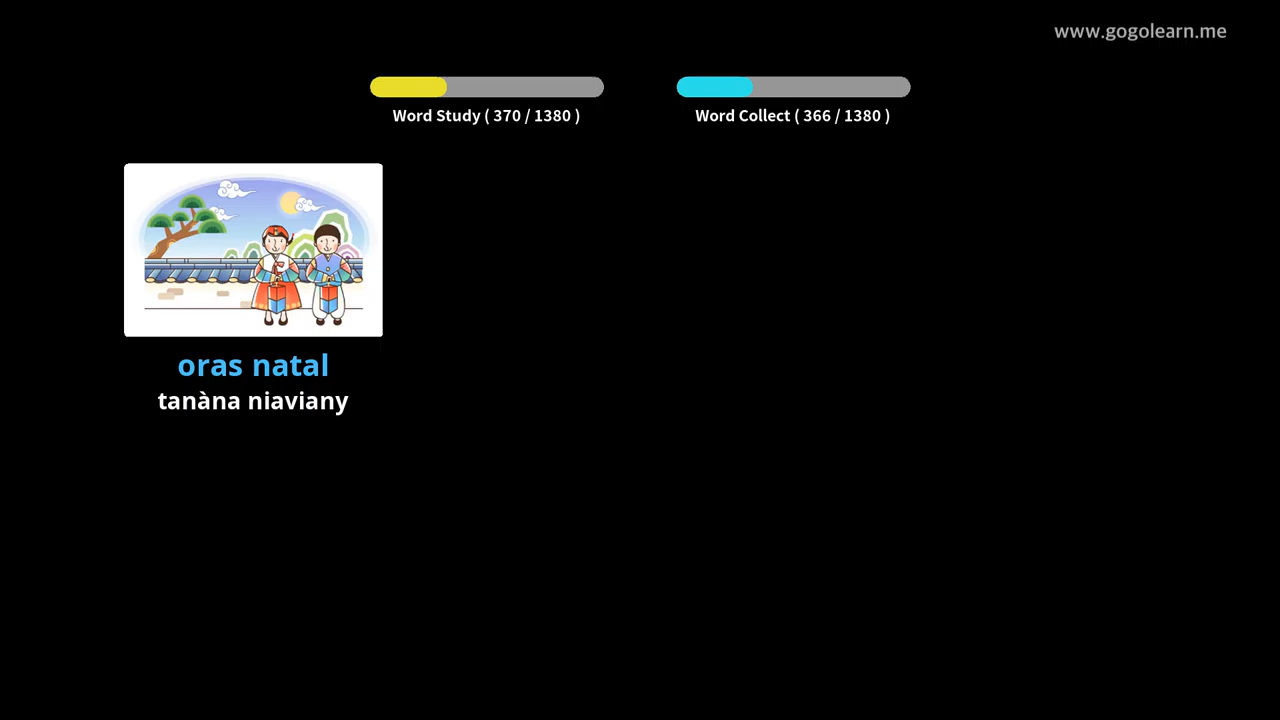 www.gogolearn.me
Word Study ( 370 / 1380 )
Word Collect ( 366 / 1380 )
oras natal
tanàna niaviany